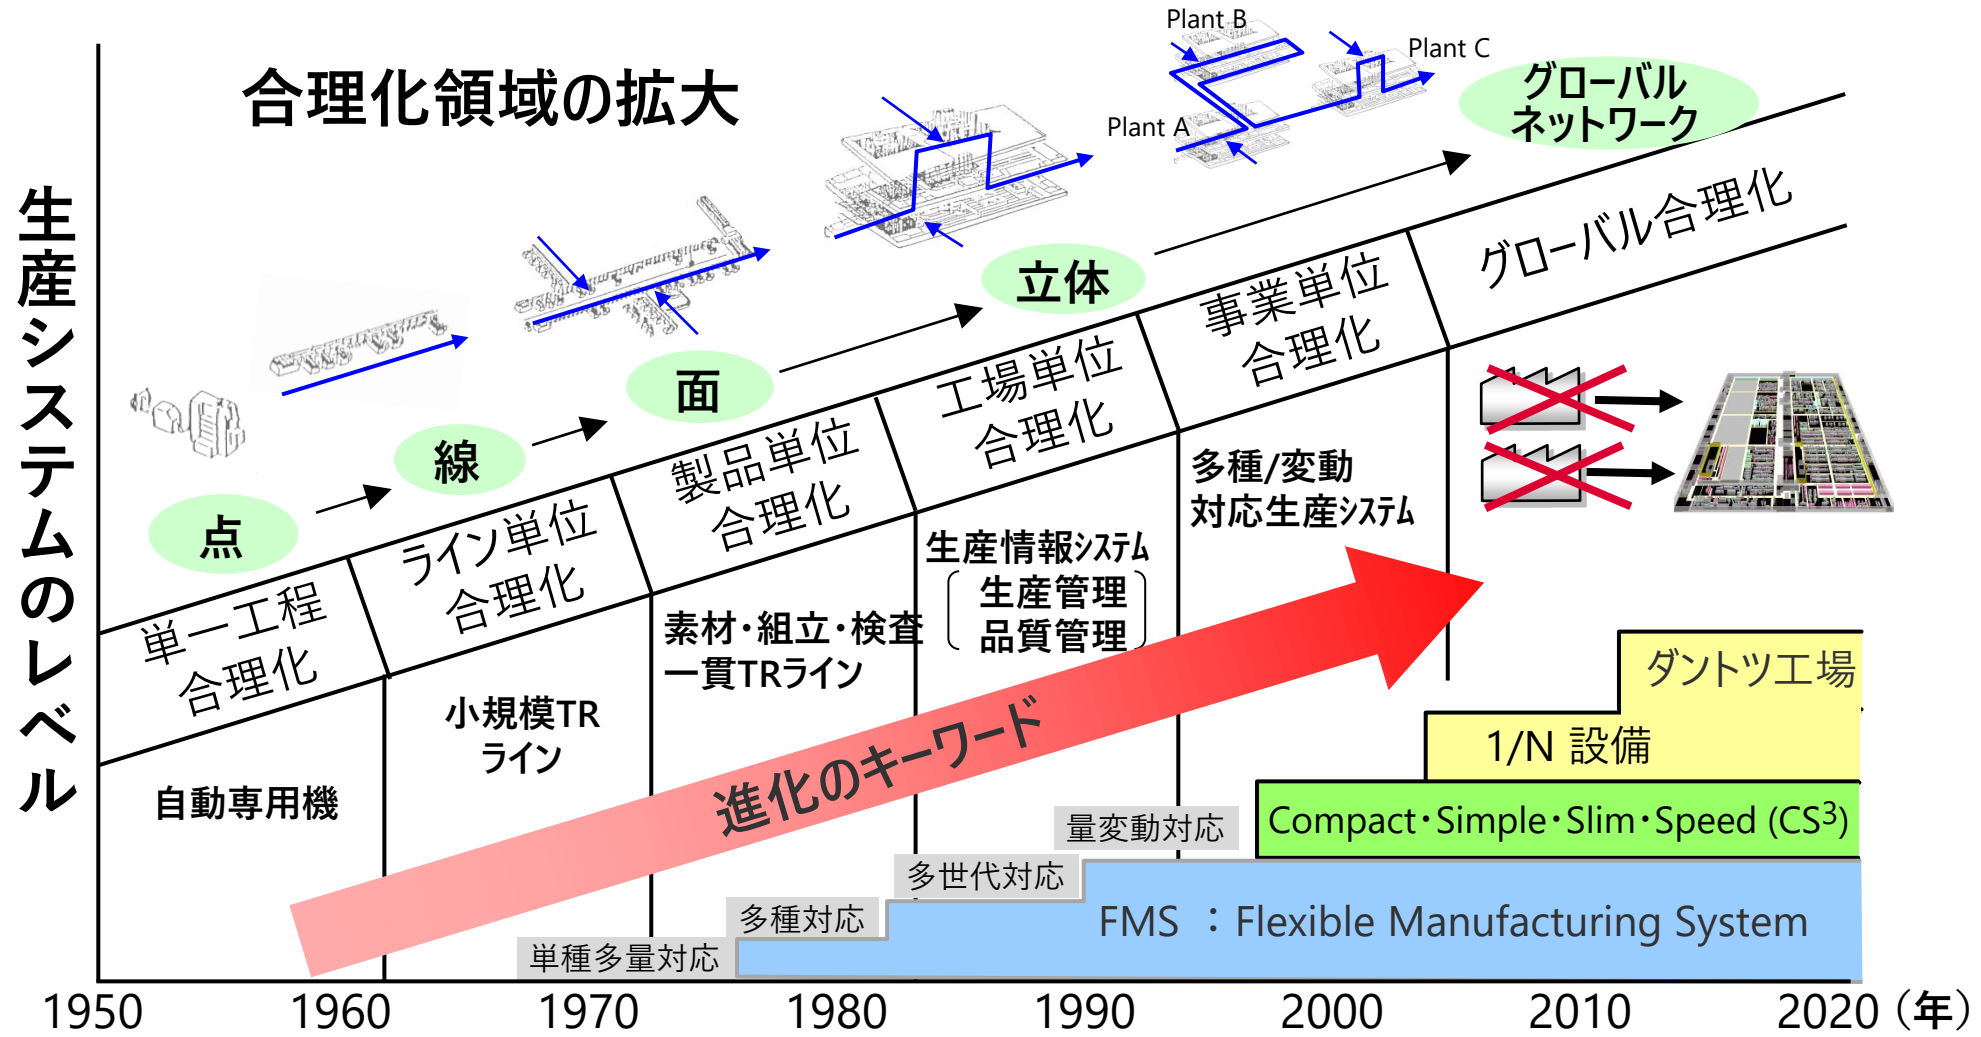 合理化領域の拡大
生産システムのレベル
Plant A
Plant B
Plant C
点
線
面
立体
グローバル
ネットワーク
単一工程
合理化
ライン単位
合理化
製品単位
合理化
工場単位
合理化
事業単位
合理化
グローバル合理化
自動専用機
小規模TR
ライン
素材・組立・検査
一貫TRライン
生産情報システム
生産管理
品質管理
多種/変動
対応生産システム
進化のキーワード
単種多量対応
多種対応
多世代対応
量変動対応
ダントツ工場
1/N 設備
Compact・Simple・Slim・Speed (CS³)
FMS ：Flexible Manufacturing System
1950 1960 1970 1980 1990 2000 2010 2020（年）